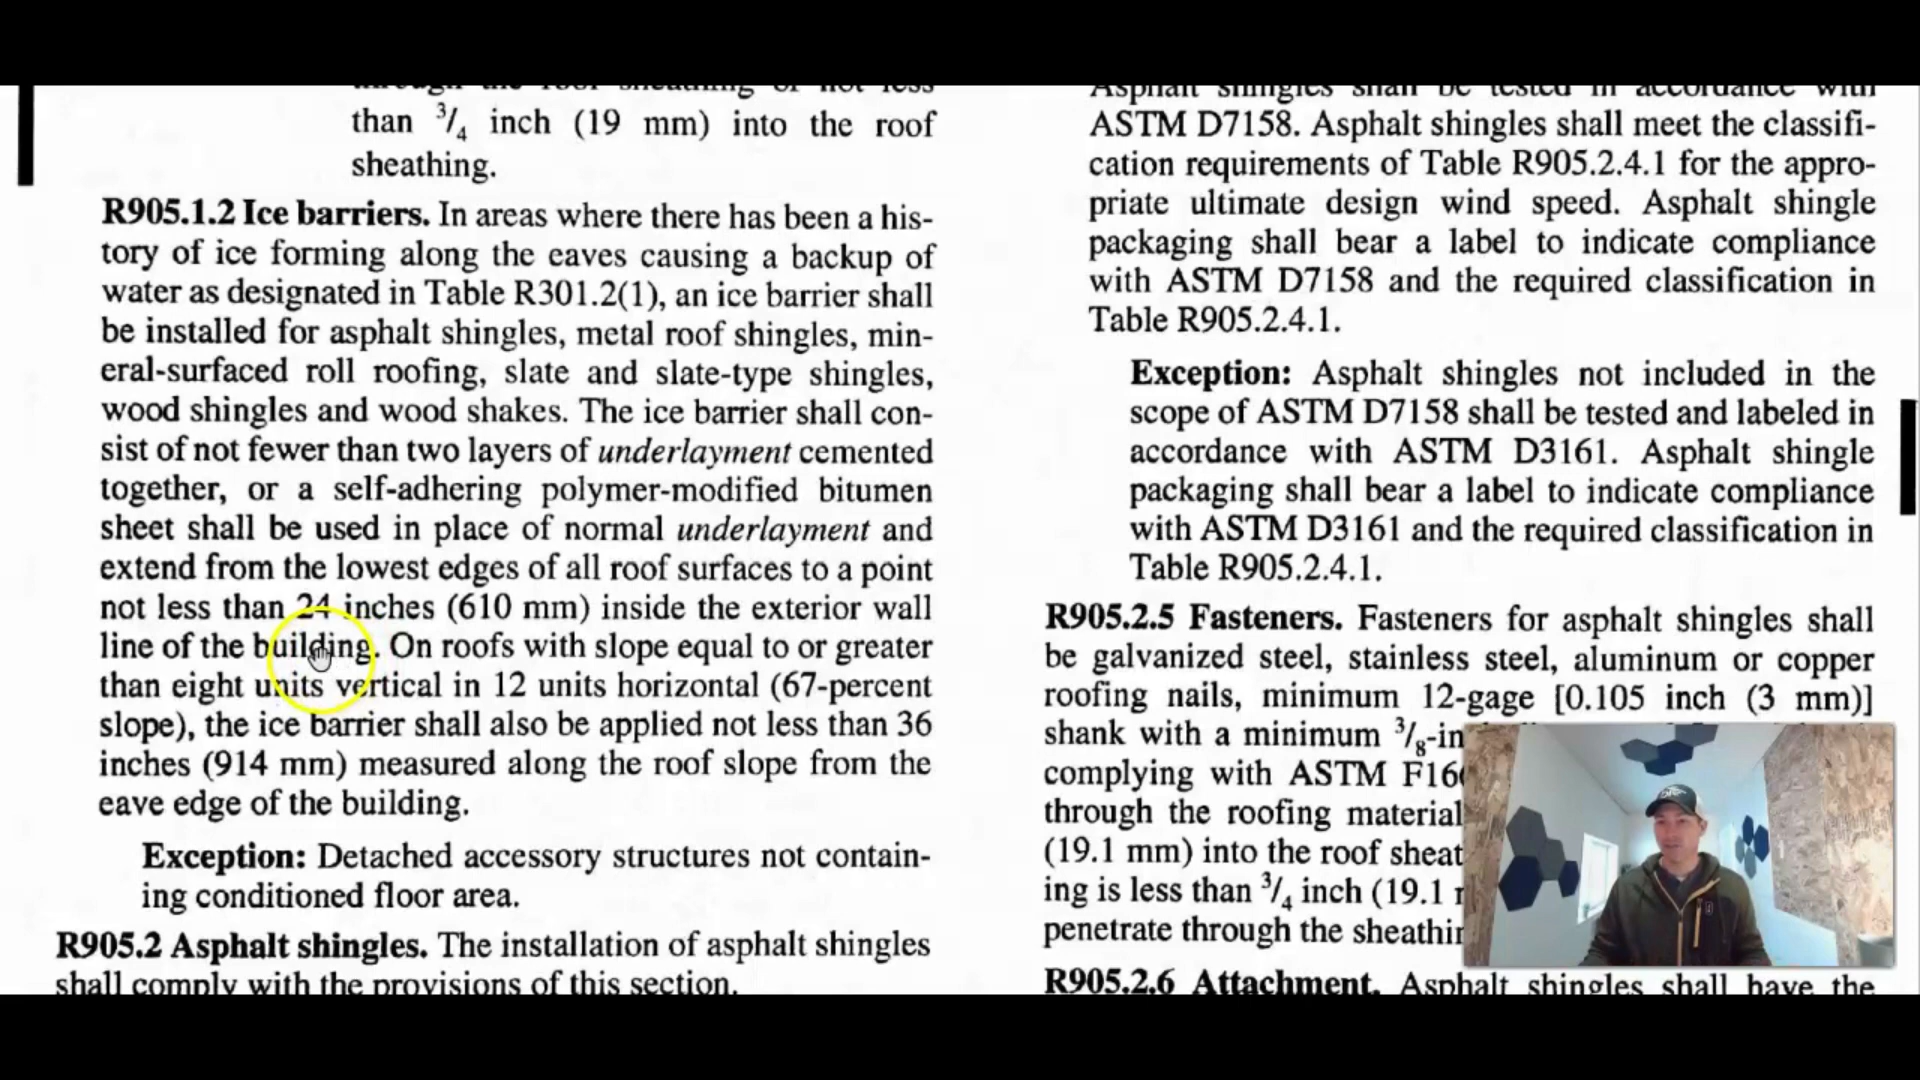 through the roof sheathing or not less
than 3/4 inch (19 mm) into the roof
sheathing.
R905.1.2 Ice barriers. In areas where there has been a his-
tory of ice forming along the eaves causing a backup of
water as designated in Table R301.2(1), an ice barrier shall
be installed for asphalt shingles, metal roof shingles, min-
eral-surfaced roll roofing, slate and slate-type shingles,
wood shingles and wood shakes. The ice barrier shall con-
sist of not fewer than two layers of underlayment cemented
together, or a self-adhering polymer-modified bitumen
sheet shall be used in place of normal underlayment and
extend from the lowest edges of all roof surfaces to a point
not less than 24 inches (610 mm) inside the exterior wall
line of the building. On roofs with slope equal to or greater
than eight units vertical in 12 units horizontal (67-percent
slope), the ice barrier shall also be applied not less than 36
inches (914 mm) measured along the roof slope from the
eave edge of the building.
Exception: Detached accessory structures not contain-
ing conditioned floor area.
R905.2 Asphalt shingles. The installation of asphalt shingles
shall comply with the provisions of this section.
Asphalt shingles shall be tested in accordance with
ASTM D7158. Asphalt shingles shall meet the classifi-
cation requirements of Table R905.2.4.1 for the appro-
priate ultimate design wind speed. Asphalt shingle
packaging shall bear a label to indicate compliance
with ASTM D7158 and the required classification in
Table R905.2.4.1.
Exception: Asphalt shingles not included in the
scope of ASTM D7158 shall be tested and labeled in
accordance with ASTM D3161. Asphalt shingle
packaging shall bear a label to indicate compliance
with ASTM D3161 and the required classification in
Table R905.2.4.1.
R905.2.5 Fasteners. Fasteners for asphalt shingles shall
be galvanized steel, stainless steel, aluminum or copper
roofing nails, minimum 12-gage [0.105 inch (3 mm)]
shank with a minimum 3/8-in
complying with ASTM F16
through the roofing material
(19.1 mm) into the roof sheat
ing is less than 3/4 inch (19.1
penetrate through the sheathin
R905.2.6 Attachment. Asphalt shingles shall have the